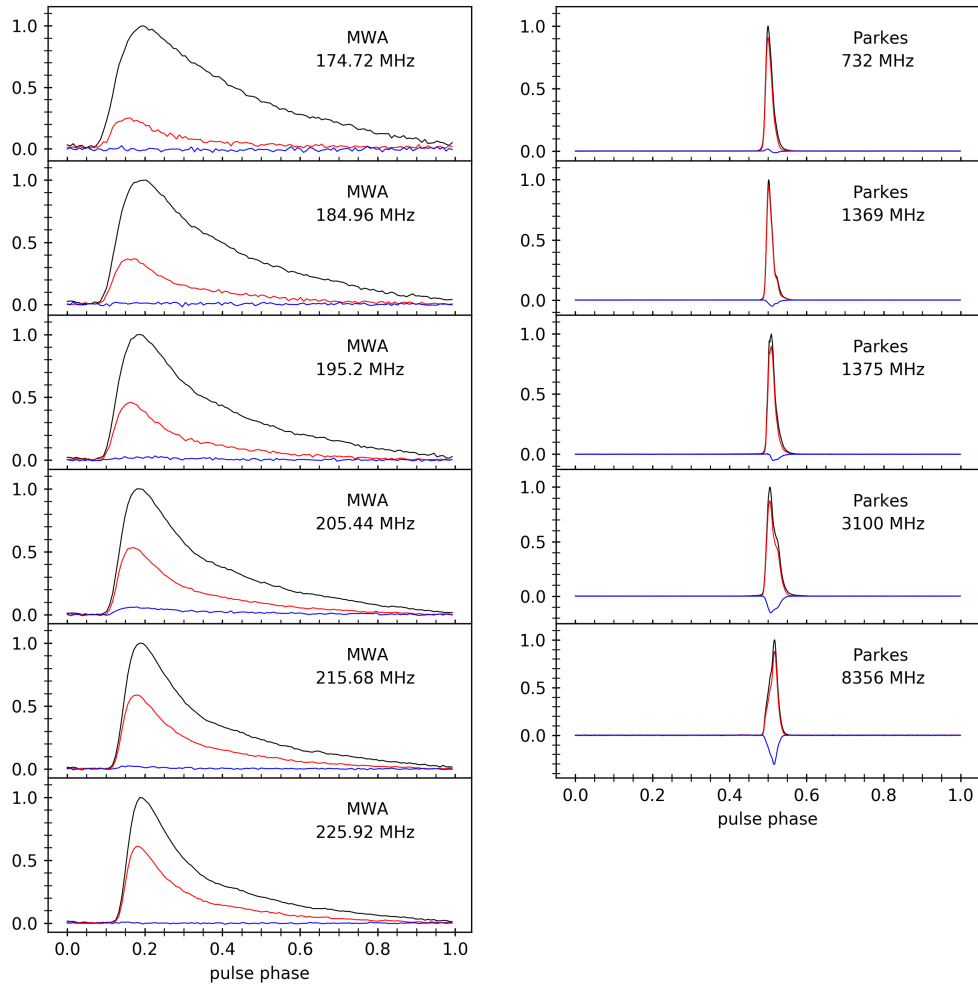 1.0
0.5
0.0
MWA
174.72 MHz
1.0
0.5
0.0
MWA
184.96 MHz
1.0
0.5
0.0
MWA
195.2 MHz
1.0
0.5
0.0
MWA
205.44 MHz
1.0
0.5
0.0
MWA
215.68 MHz
1.0
0.5
0.0
MWA
225.92 MHz
0.0 0.2 0.4 0.6 0.8 1.0
pulse phase
1.0
0.5
0.0
Parkes
732 MHz
1.0
0.5
0.0
Parkes
1369 MHz
1.0
0.5
0.0
Parkes
1375 MHz
1.0
0.5
0.0
Parkes
3100 MHz
1.0
0.5
0.0
Parkes
8356 MHz
0.0 0.2 0.4 0.6 0.8 1.0
pulse phase